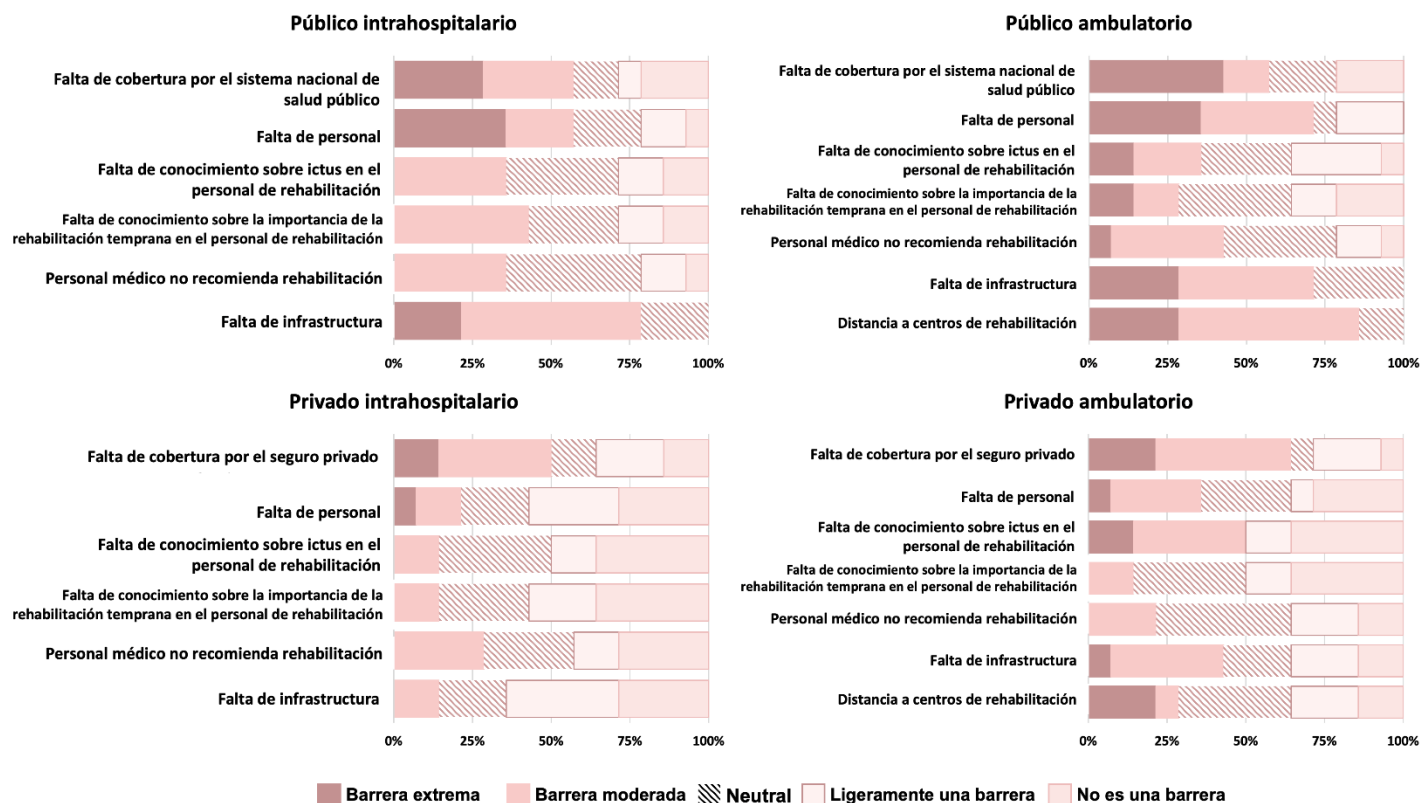 Público intrahospitalario
Falta de cobertura por el sistema nacional de
salud público
Falta de personal
Falta de conocimiento sobre ictus en el
personal de rehabilitación
Falta de conocimiento sobre la importancia de la
rehabilitación temprana en el personal de rehabilitación
Personal médico no recomienda rehabilitación
Falta de infrastructura
0% 25% 50% 75% 100%
Público ambulatorio
Falta de cobertura por el sistema nacional de
salud público
Falta de personal
Falta de conocimiento sobre ictus en el
personal de rehabilitación
Falta de conocimiento sobre la importancia de la
rehabilitación temprana en el personal de rehabilitación
Personal médico no recomienda rehabilitación
Falta de infrastructura
Distancia a centros de rehabilitación
0% 25% 50% 75% 100%
Privado intrahospitalario
Falta de cobertura por el seguro privado
Falta de personal
Falta de conocimiento sobre ictus en el
personal de rehabilitación
Falta de conocimiento sobre la importancia de la
rehabilitación temprana en el personal de rehabilitación
Personal médico no recomienda rehabilitación
Falta de infrastructura
0% 25% 50% 75% 100%
Privado ambulatorio
Falta de cobertura por el seguro privado
Falta de personal
Falta de conocimiento sobre ictus en el
personal de rehabilitación
Falta de conocimiento sobre la importancia de la
rehabilitación temprana en el personal de rehabilitación
Personal médico no recomienda rehabilitación
Falta de infrastructura
Distancia a centros de rehabilitación
0% 25% 50% 75% 100%
Barrera extrema Barrera moderada Neutral Ligeramente una barrera No es una barrera